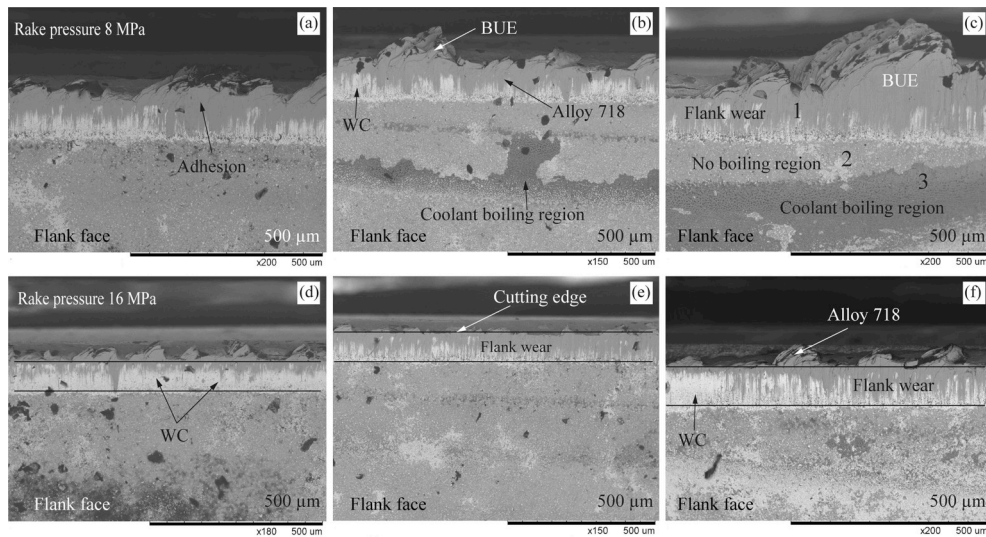 Rake pressure 8 MPa
(a)
Adhesion
Flank face
500 µm
x200 500 um
(b)
BUE
WC
Alloy 718
Coolant boiling region
Flank face
500 µm
x150 500 um
(c)
BUE
Flank wear
1
No boiling region
2
3
Coolant boiling region
Flank face
500 µm
x200 500 um
Rake pressure 16 MPa
(d)
WC
Flank face
500 µm
x180 500 um
(e)
Cutting edge
Flank wear
Flank face
500 µm
x150 500 um
(f)
Alloy 718
Flank wear
WC
Flank face
500 µm
x200 500 um